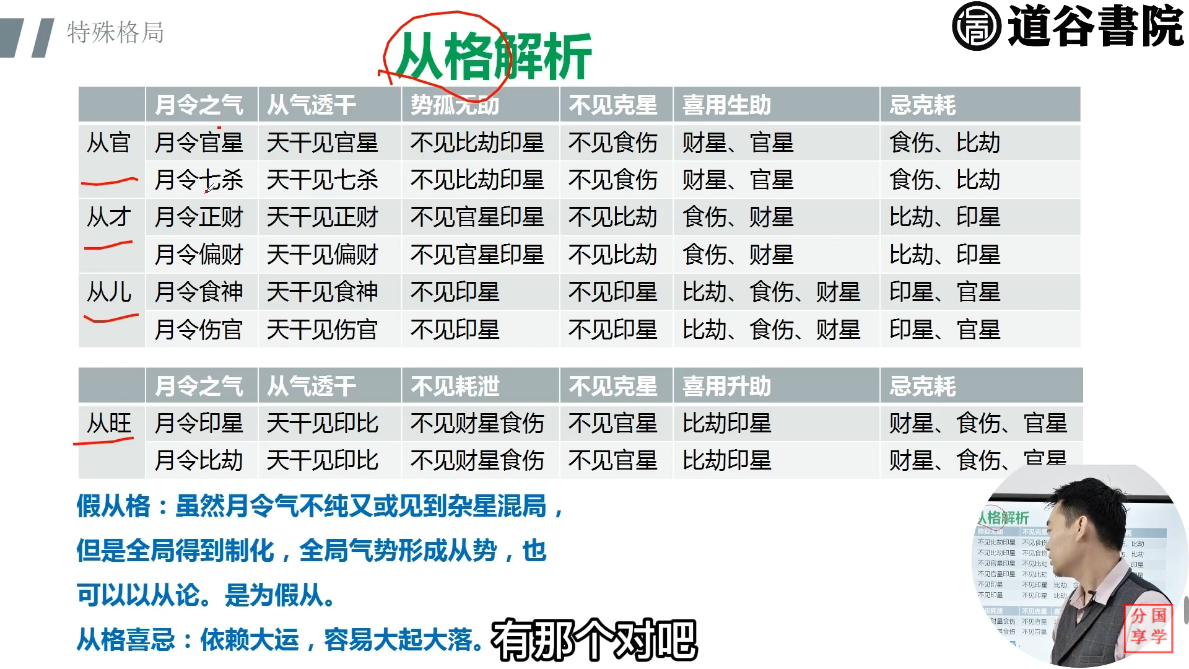 特殊格局
道谷書院
从格解析
月令之气 从气透干 势孤无助 不见克星 喜用生助 忌克耗
从官 月令官星 天干见官星 不见比劫印星 不见食伤 财星、官星 食伤、比劫
月令七杀 天干见七杀 不见比劫印星 不见食伤 财星、官星 食伤、比劫
从才 月令正财 天干见正财 不见官星印星 不见比劫 食伤、财星 比劫、印星
月令偏财 天干见偏财 不见官星印星 不见比劫 食伤、财星 比劫、印星
从儿 月令食神 天干见食神 不见印星 不见印星 比劫、食伤、财星 印星、官星
月令伤官 天干见伤官 不见印星 不见印星 比劫、食伤、财星 印星、官星
月令之气 从气透干 不见耗泄 不见克星 喜用升助 忌克耗
从旺 月令印星 天干见印比 不见财星食伤 不见官星 比劫印星 财星、食伤、官星
月令比劫 天干见印比 不见财星食伤 不见官星 比劫印星 财星、食伤、官星
假从格：虽然月令气不纯又或见到杂星混局，
但是全局得到制化，全局气势形成从势，也
可以以从论。是为假从。
从格喜忌：依赖大运，容易大起大落。
有那个对吧
从格解析
分国
享学